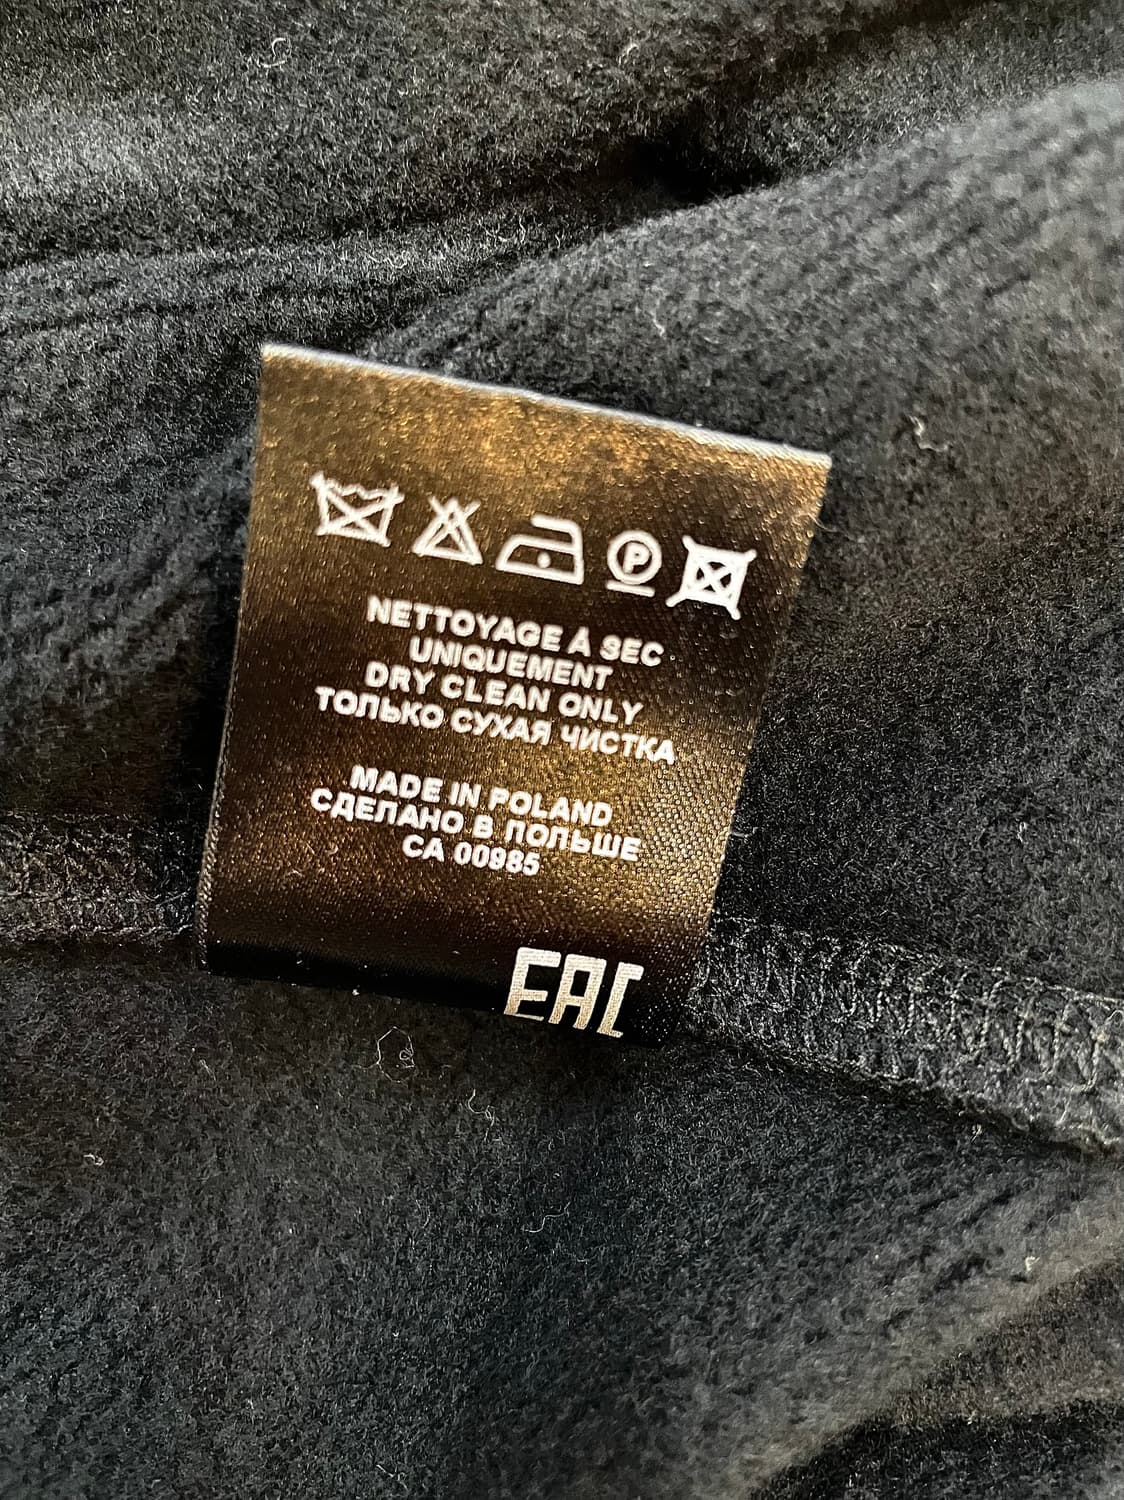 P
NETTOYAGE À SEC
UNIQUEMENT
DRY CLEAN ONLY
ТОЛЬКО СУХАЯ ЧИСТКА
MADE IN POLAND
СДЕЛАНО В ПОЛЬШЕ
CA 00985
EAC